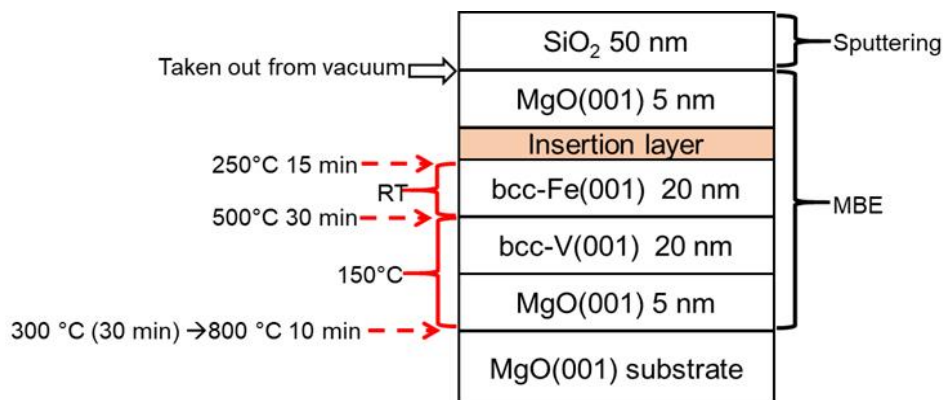 SiO₂ 50 nm
Sputtering
Taken out from vacuum
MgO(001) 5 nm
Insertion layer
250°C 15 min
RT
bcc-Fe(001)  20 nm
MBE
500°C 30 min
bcc-V(001)  20 nm
150°C
MgO(001) 5 nm
300 °C (30 min) →800 °C 10 min
MgO(001) substrate